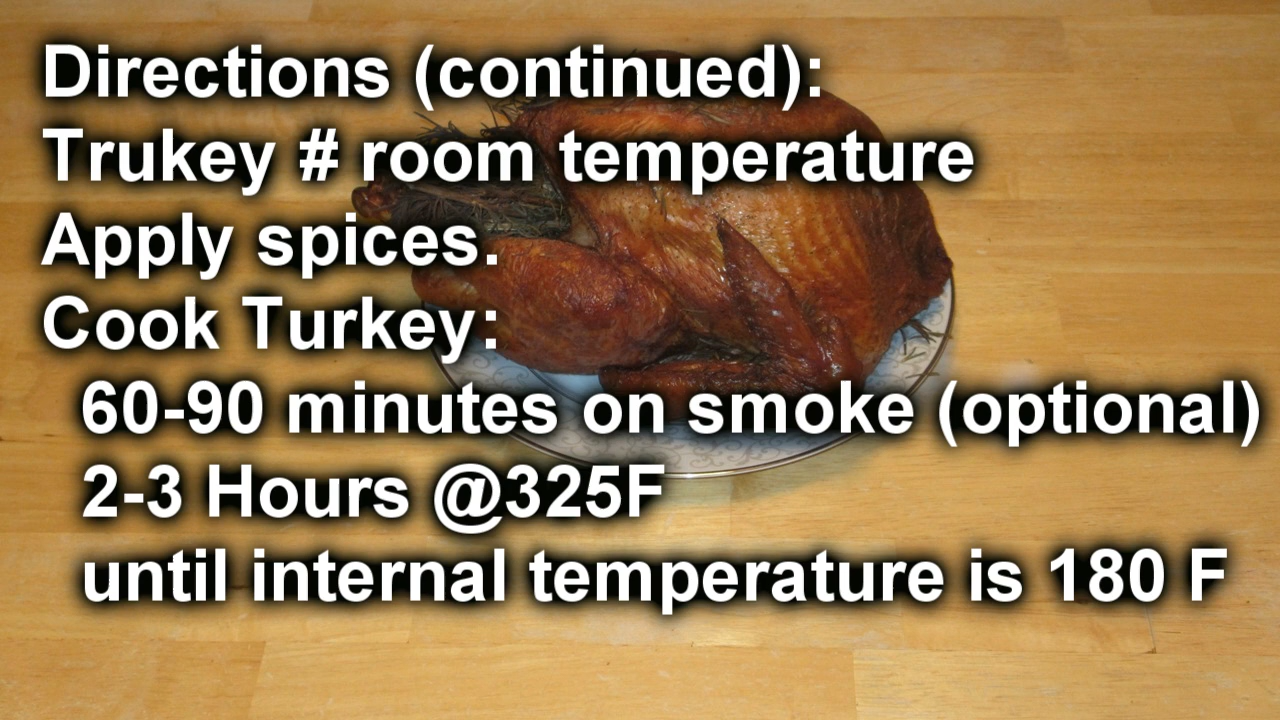 Directions (continued):
Trukey # room temperature
Apply spices.
Cook Turkey:
60-90 minutes on smoke (optional)
2-3 Hours @325F
until internal temperature is 180 F